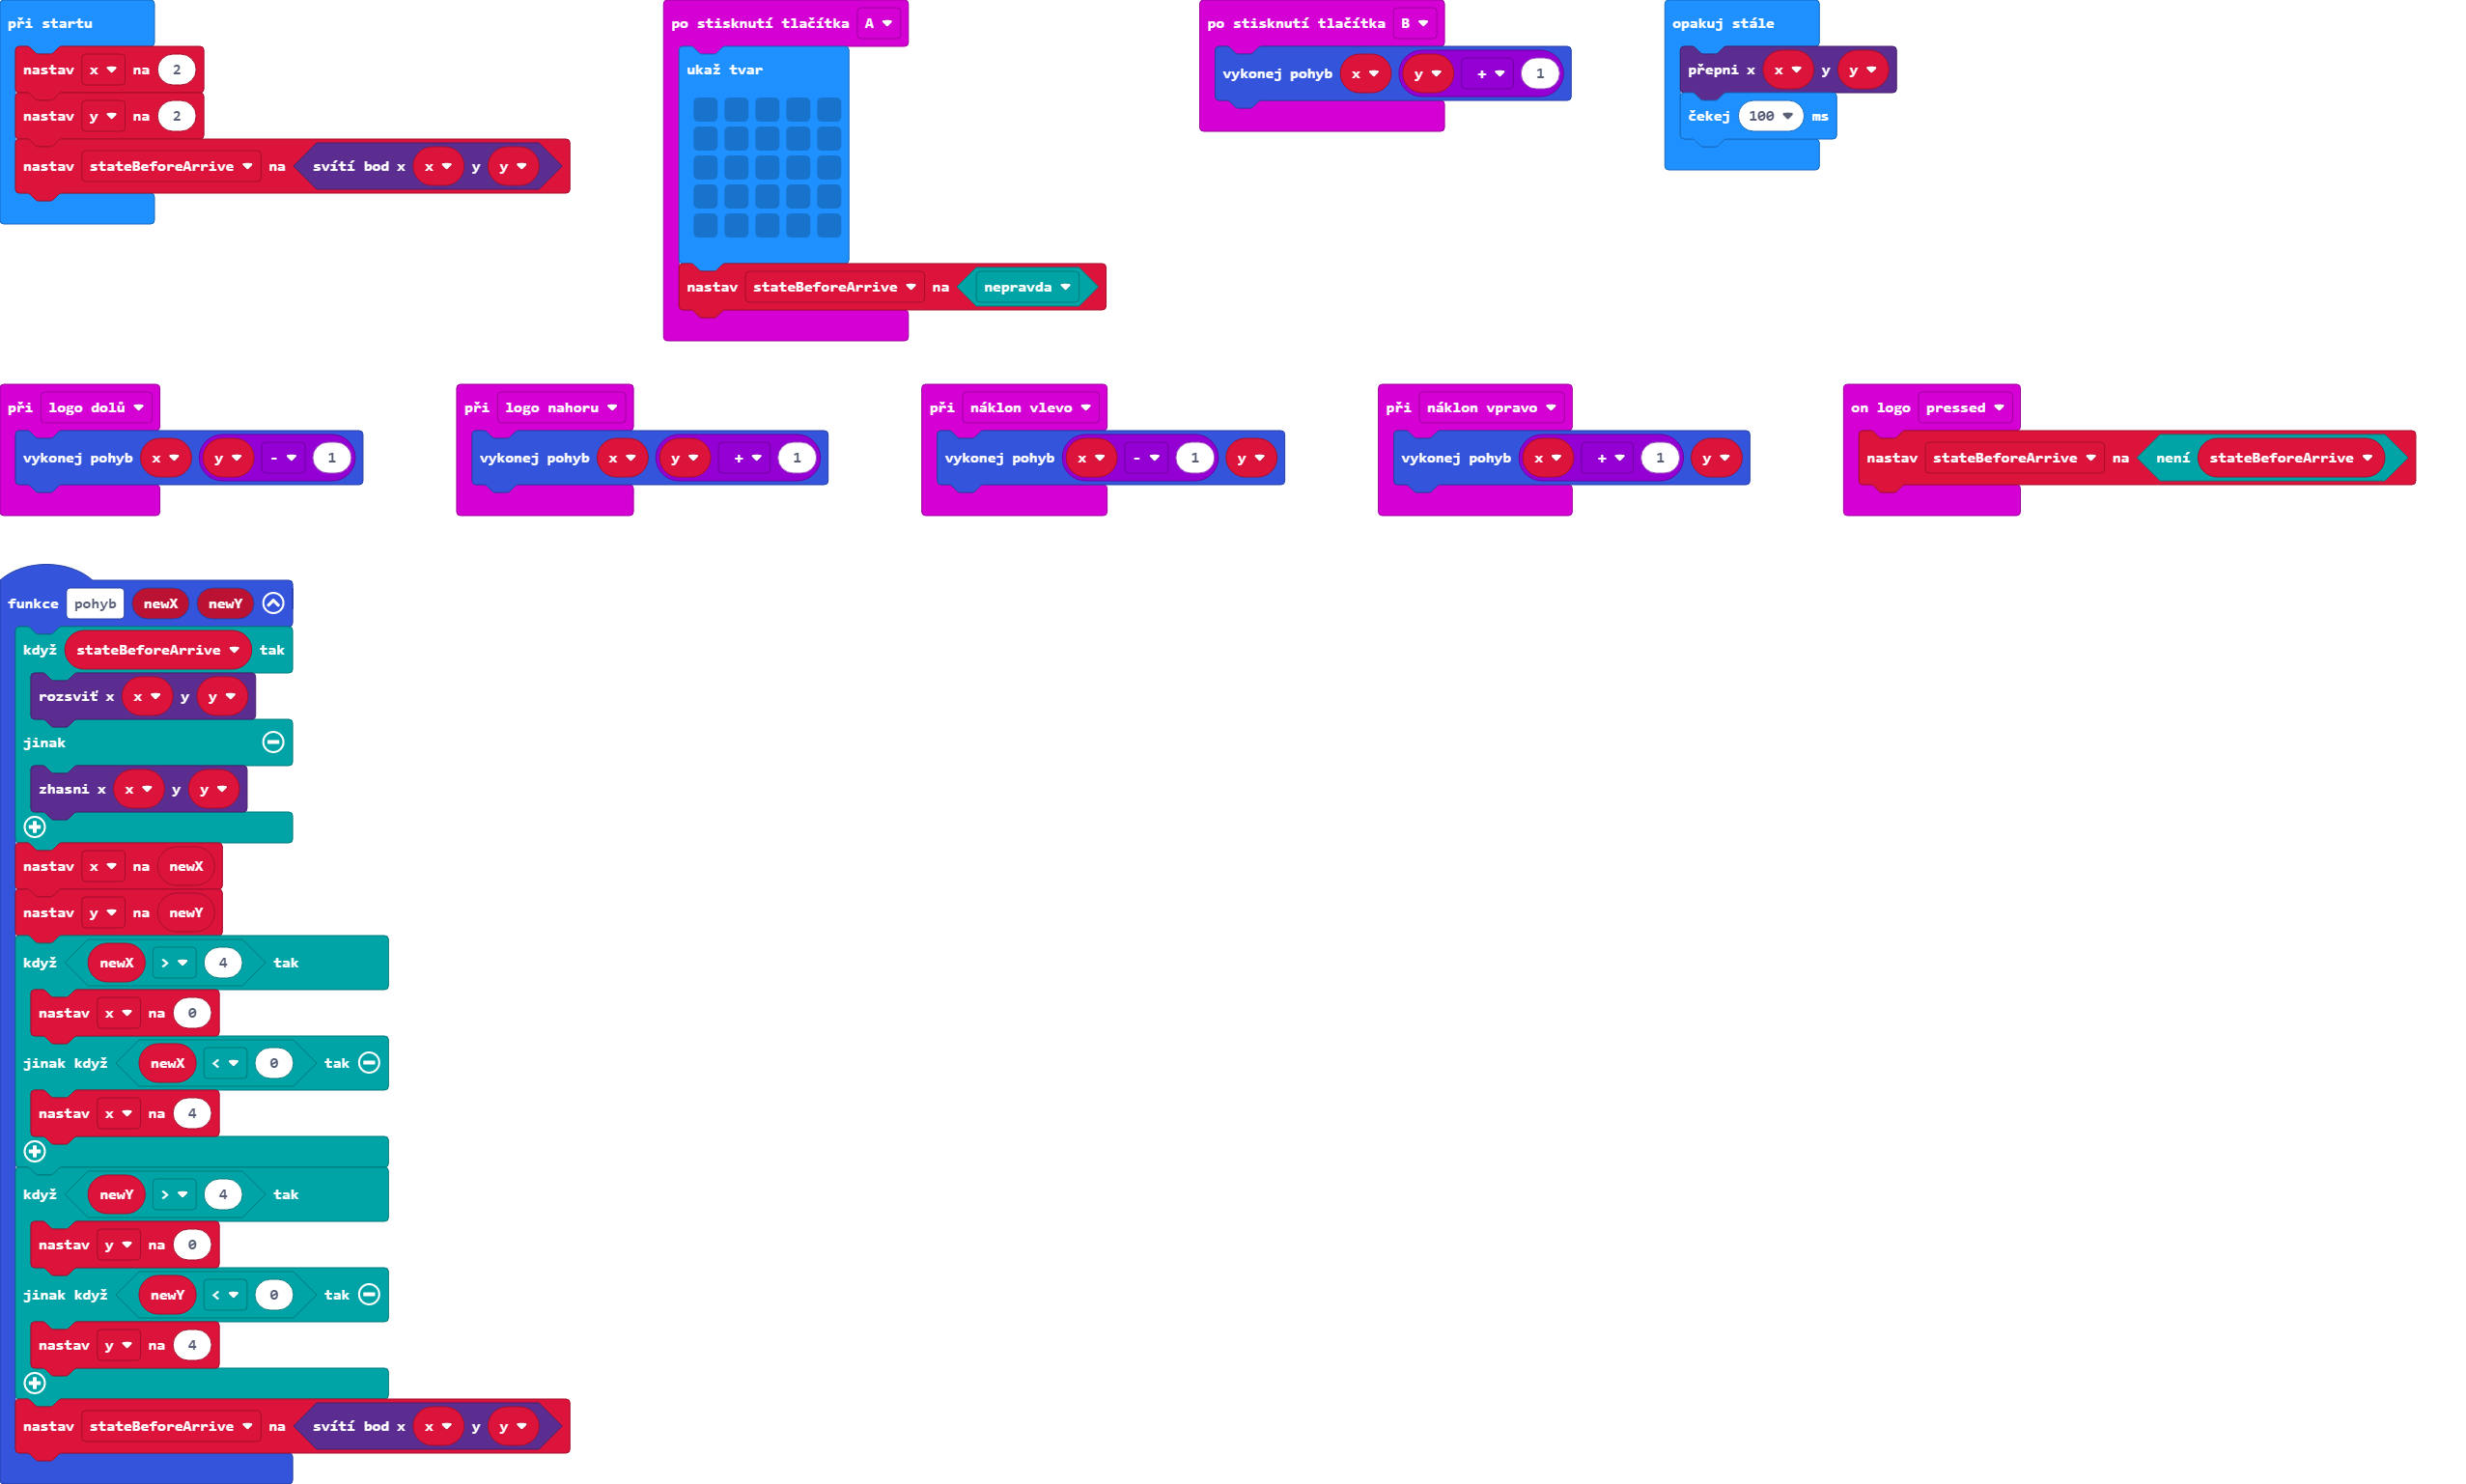 při startu
nastav x na 2
nastav y na 2
nastav stateBeforeArrive na svítí bod x x y y
po stisknutí tlačítka A
ukaž tvar
nastav stateBeforeArrive na nepravda
po stisknutí tlačítka B
vykonej pohyb x y + 1
opakuj stále
přepni x x y y
čekej 100 ms
při logo dolů
vykonej pohyb x y - 1
při logo nahoru
vykonej pohyb x y + 1
při náklon vlevo
vykonej pohyb x - 1 y
při náklon vpravo
vykonej pohyb x + 1 y
on logo pressed
nastav stateBeforeArrive na není stateBeforeArrive
funkce pohyb newX newY
když stateBeforeArrive tak
rozsviť x x y y
jinak
zhasni x x y y
nastav x na newX
nastav y na newY
když newX > 4 tak
nastav x na 0
jinak když newX < 0 tak
nastav x na 4
když newY > 4 tak
nastav y na 0
jinak když newY < 0 tak
nastav y na 4
nastav stateBeforeArrive na svítí bod x x y y